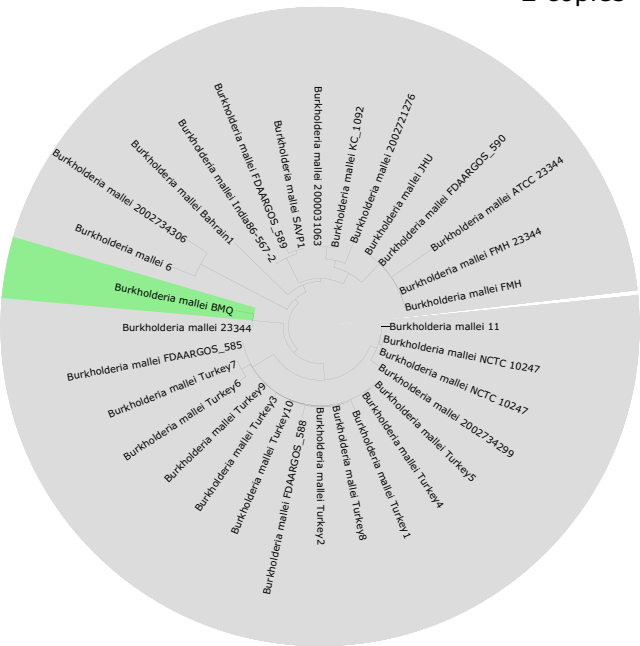 Burkholderia mallei 2002734306
Burkholderia mallei Bahrain1
Burkholderia mallei India86-567-2
Burkholderia mallei FDAARGOS_589
Burkholderia mallei SAVP1
Burkholderia mallei 2000031063
Burkholderia mallei KC_1092
Burkholderia mallei 2002721276
Burkholderia mallei JHU
Burkholderia mallei FDAARGOS_590
Burkholderia mallei ATCC 23344
Burkholderia mallei FMH 23344
Burkholderia mallei FMH
Burkholderia mallei 11
Burkholderia mallei NCTC 10247
Burkholderia mallei NCTC 10247
Burkholderia mallei 2002734299
Burkholderia mallei Turkey5
Burkholderia mallei Turkey4
Burkholderia mallei Turkey1
Burkholderia mallei Turkey8
Burkholderia mallei Turkey2
Burkholderia mallei FDAARGOS_588
Burkholderia mallei Turkey10
Burkholderia mallei Turkey3
Burkholderia mallei Turkey9
Burkholderia mallei Turkey6
Burkholderia mallei Turkey7
Burkholderia mallei FDAARGOS_585
Burkholderia mallei 23344
Burkholderia mallei BMQ
Burkholderia mallei 6